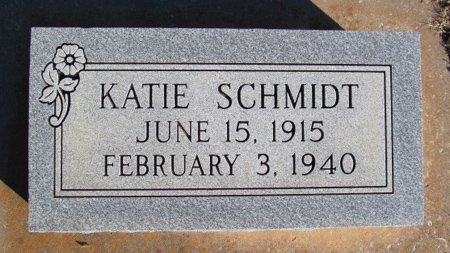 KATIE SCHMIDT
JUNE 15, 1915
FEBRUARY 3, 1940